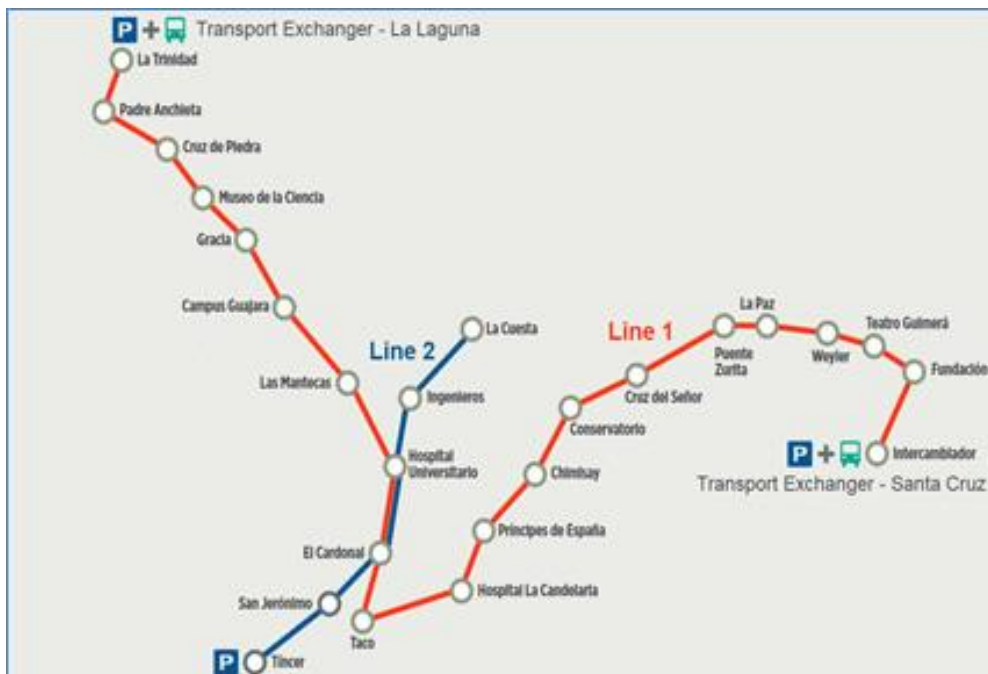 P + Transport Exchanger - La Laguna
La Trinidad
Padre Anchieta
Cruz de Piedra
Museo de la Ciencia
Gracia
Campus Guajara
Las Mantecas
Line 2
La Cuesta
Ingenieros
Hospital
Universitario
El Cardonal
San Jerónimo
P
Tíncer
Taco
Hospital La Candelaria
Príncipes de España
Chimisay
Conservatorio
Cruz del Señor
Line 1
Puente
Zurita
La Paz
Weyler
Teatro Guimerá
Fundación
Intercambiador
P +
Transport Exchanger - Santa Cruz